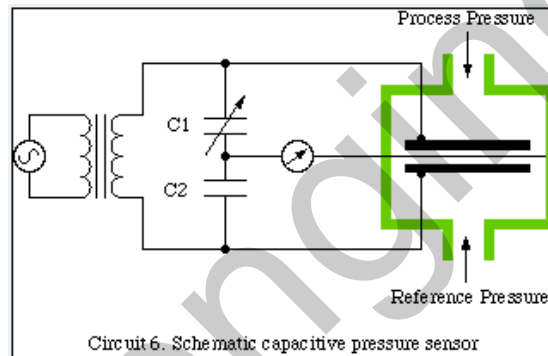 Process Pressure
C1
C2
Reference Pressure
Circuit 6. Schematic capacitive pressure sensor